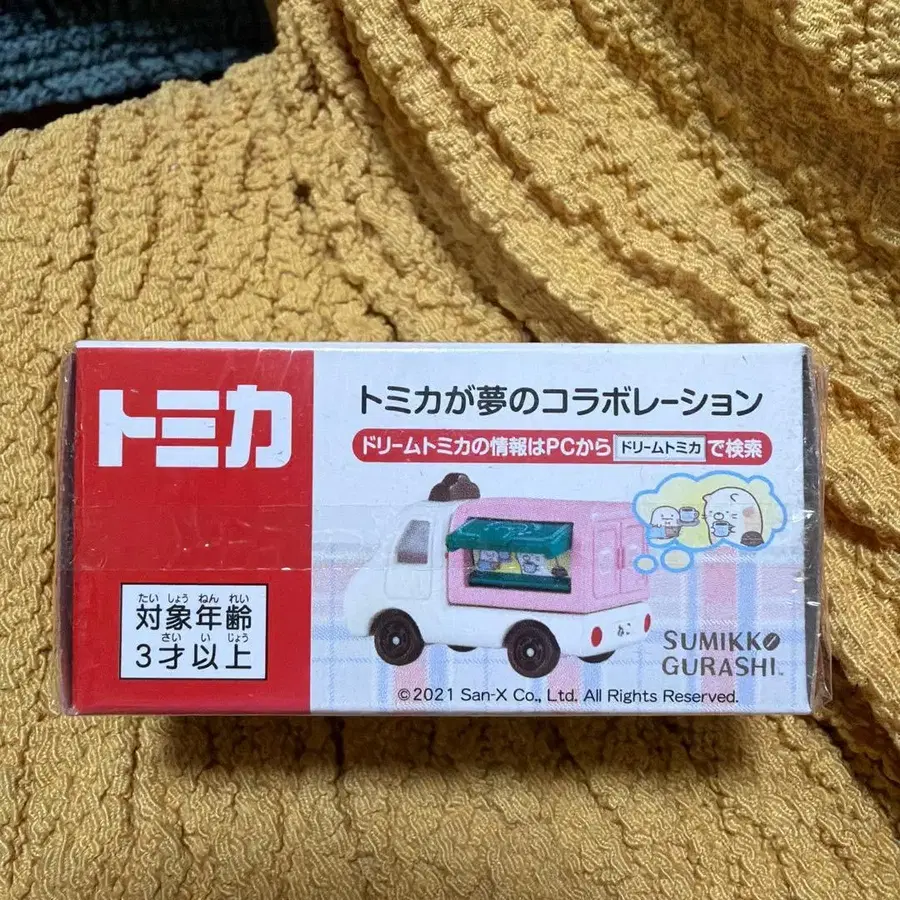 トミカ
トミカが夢のコラボレーション
ドリームトミカの情報はPCから ドリームトミカ で検索
たい しょう ねん れい
対象年齢
さい い じょう
3才以上
ねこ
SUMIKKO
GURASHI™
©2021 San-X Co., Ltd. All Rights Reserved.